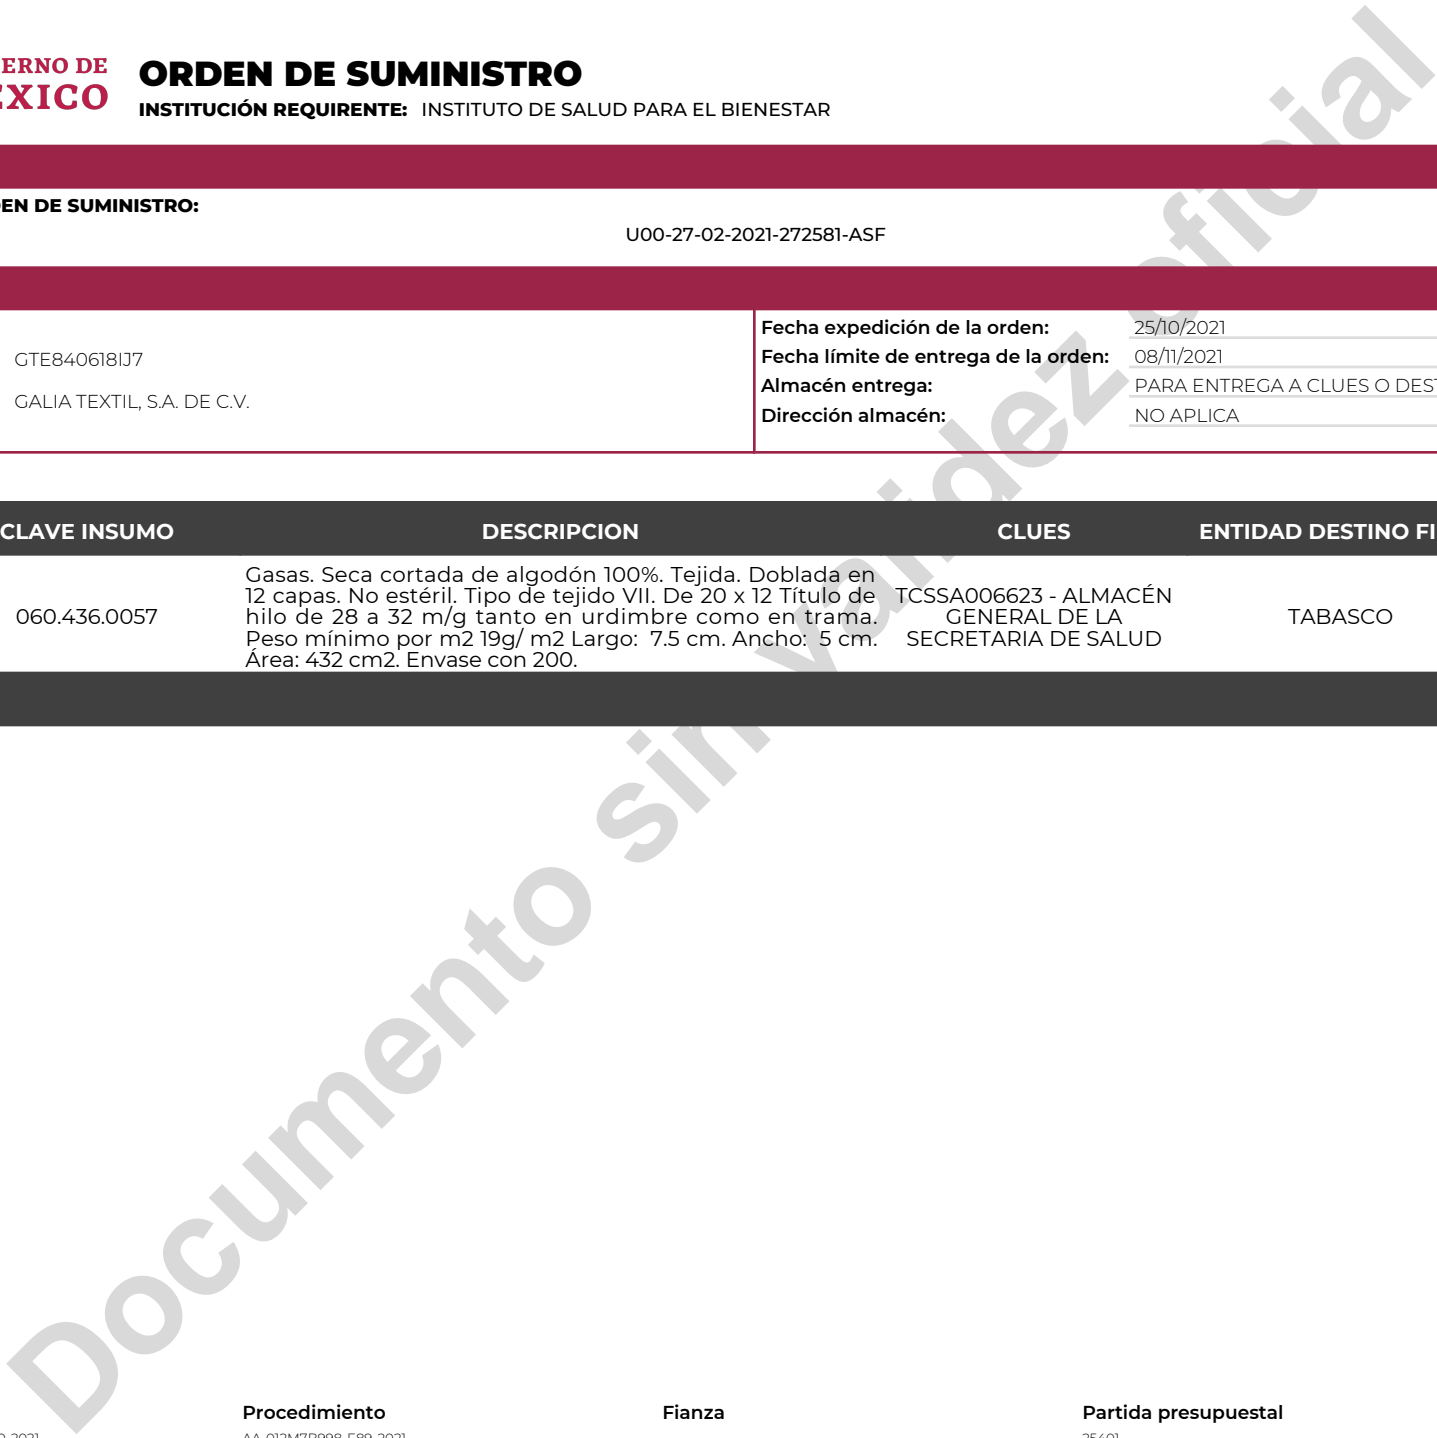 ERNO DE
ÉXICO
ORDEN DE SUMINISTRO
INSTITUCIÓN REQUIRENTE: INSTITUTO DE SALUD PARA EL BIENESTAR
EN DE SUMINISTRO:
U00-27-02-2021-272581-ASF
GTE840618IJ7
GALIA TEXTIL, S.A. DE C.V.
Fecha expedición de la orden: 25/10/2021
Fecha límite de entrega de la orden: 08/11/2021
Almacén entrega: PARA ENTREGA A CLUES O DEST
Dirección almacén: NO APLICA
CLAVE INSUMO DESCRIPCION CLUES ENTIDAD DESTINO FI
060.436.0057
Gasas. Seca cortada de algodón 100%. Tejida. Doblada en
12 capas. No estéril. Tipo de tejido VII. De 20 x 12 Título de
hilo de 28 a 32 m/g tanto en urdimbre como en trama.
Peso mínimo por m2 19g/ m2 Largo: 7.5 cm. Ancho: 5 cm.
Área: 432 cm2. Envase con 200.
TCSSA006623 - ALMACÉN
GENERAL DE LA
SECRETARIA DE SALUD
TABASCO
Documento sin validez oficial
Procedimiento Fianza Partida presupuestal